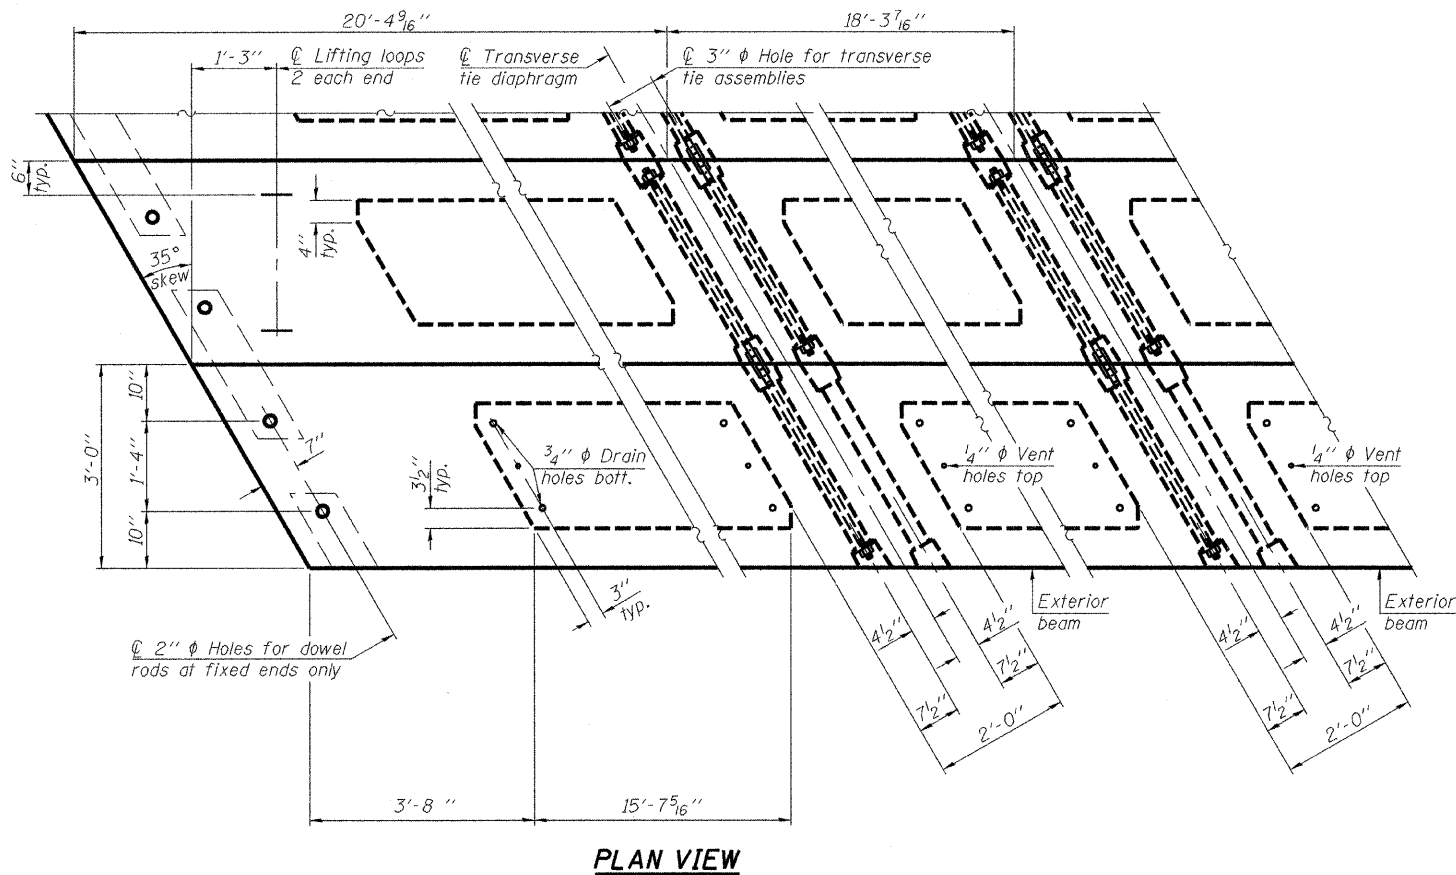 20'-4 9/16"
18'-3 7/16"
1'-3"
℄ Lifting loops
2 each end
℄ Transverse
tie diaphragm
℄ 3" ϕ Hole for transverse
tie assemblies
6"
typ.
4"
typ.
35°
skew
3'-0"
10"
1'-4"
10"
7"
3 1/2"
typ.
3/4" ϕ Drain
holes bott.
1/4" ϕ Vent
holes top
1/4" ϕ Vent
holes top
3"
typ.
Exterior
beam
Exterior
beam
℄ 2" ϕ Holes for dowel
rods at fixed ends only
4 1/2"
4 1/2"
7 1/2"
7 1/2"
2'-0"
4 1/2"
4 1/2"
7 1/2"
7 1/2"
2'-0"
3'-8 "
15'-7 5/16"
PLAN VIEW